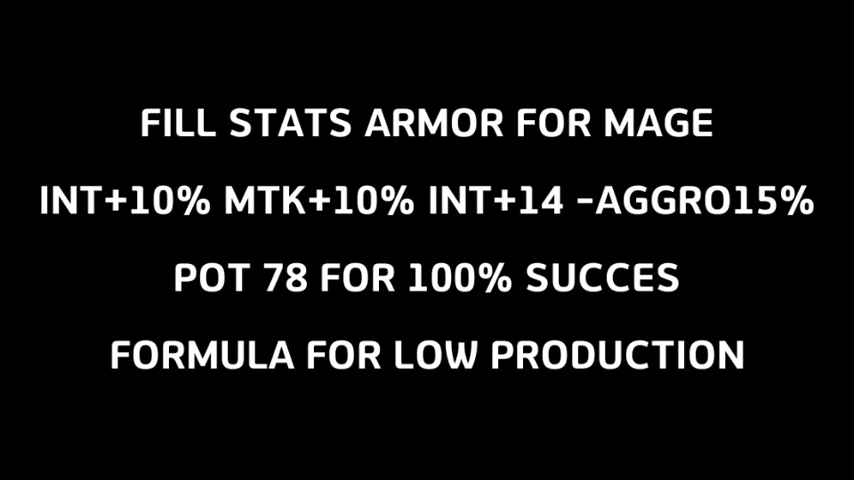 FILL STATS ARMOR FOR MAGE
INT+10% MTK+10% INT+14 -AGGRO15%
POT 78 FOR 100% SUCCES
FORMULA FOR LOW PRODUCTION